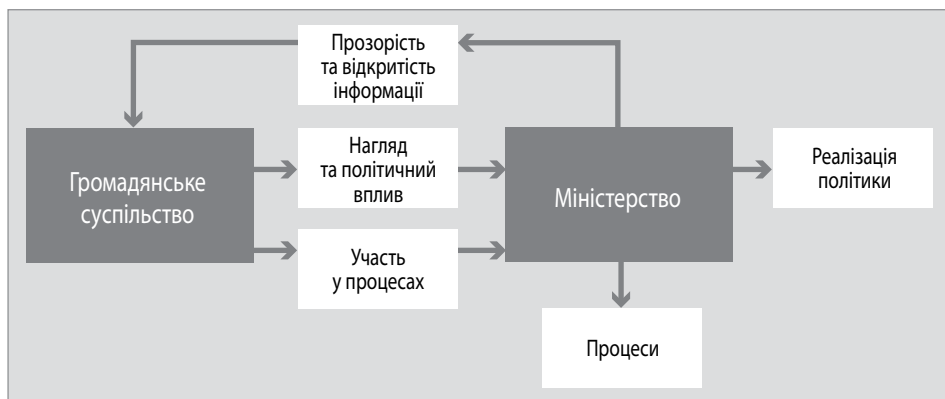 Прозорість
та відкритість
інформації
Громадянське
суспільство
Нагляд
та політичний
вплив
Міністерство
Реалізація
політики
Участь
у процесах
Процеси